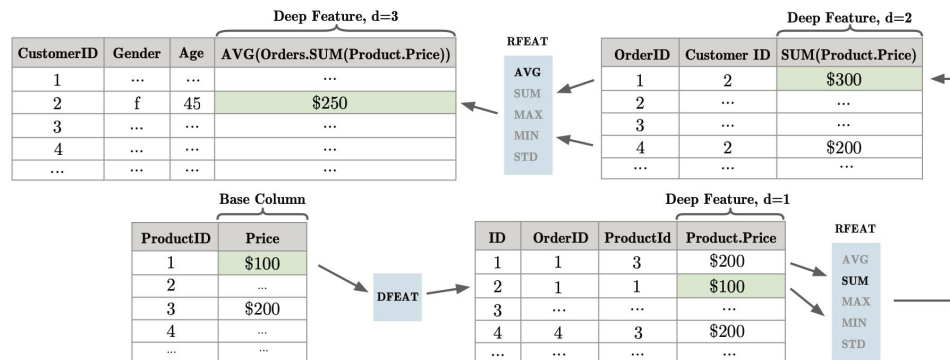 Deep Feature, d=3
CustomerID Gender Age AVG(Orders.SUM(Product.Price))
1 ... ... ...
2 f 45 $250
3 ... ... ...
4 ... ... ...
... ... ... ...
RFEAT
AVG
SUM
MAX
MIN
STD
Deep Feature, d=2
OrderID Customer ID SUM(Product.Price)
1 2 $300
2 ... ...
3 ... ...
4 2 $200
... ... ...
Base Column
ProductID Price
1 $100
2 ...
3 $200
4 ...
... ...
DFEAT
Deep Feature, d=1
ID OrderID ProductId Product.Price
1 1 3 $200
2 1 1 $100
3 ... ... ...
4 4 3 $200
... ... ... ...
RFEAT
AVG
SUM
MAX
MIN
STD